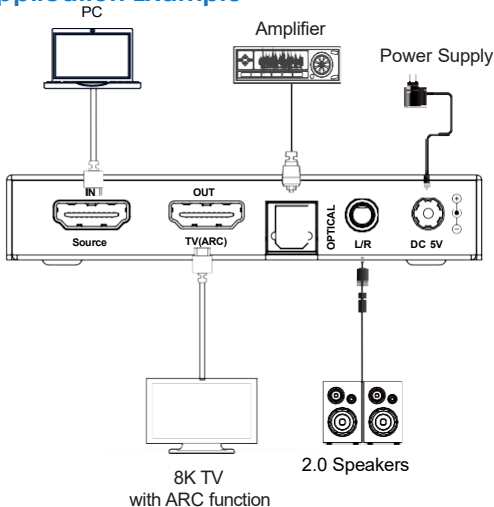 Application Example
PC
Amplifier
Power Supply
IN
OUT
Source
TV(ARC)
OPTICAL
L/R
DC 5V
2.0 Speakers
8K TV
with ARC function